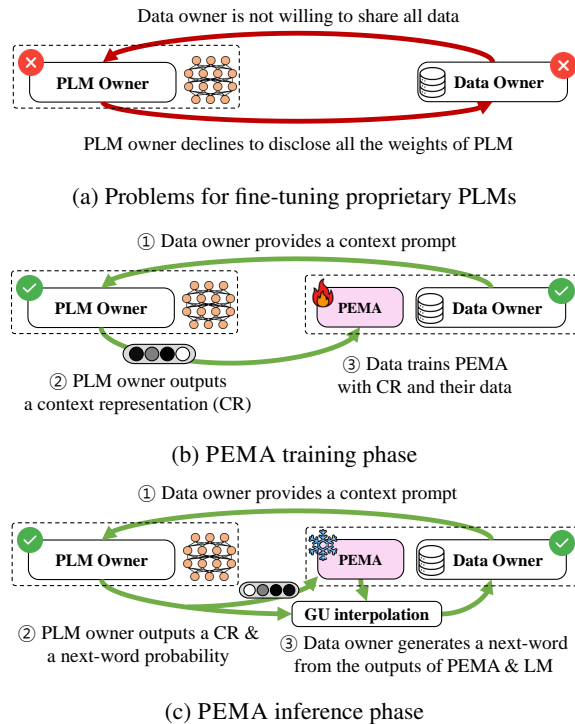 Data owner is not willing to share all data
PLM Owner
Data Owner
PLM owner declines to disclose all the weights of PLM
(a) Problems for fine-tuning proprietary PLMs
① Data owner provides a context prompt
PLM Owner
PEMA
Data Owner
② PLM owner outputs
a context representation (CR)
③ Data trains PEMA
with CR and their data
(b) PEMA training phase
① Data owner provides a context prompt
PLM Owner
PEMA
Data Owner
GU interpolation
② PLM owner outputs a CR &
a next-word probability
③ Data owner generates a next-word
from the outputs of PEMA & LM
(c) PEMA inference phase